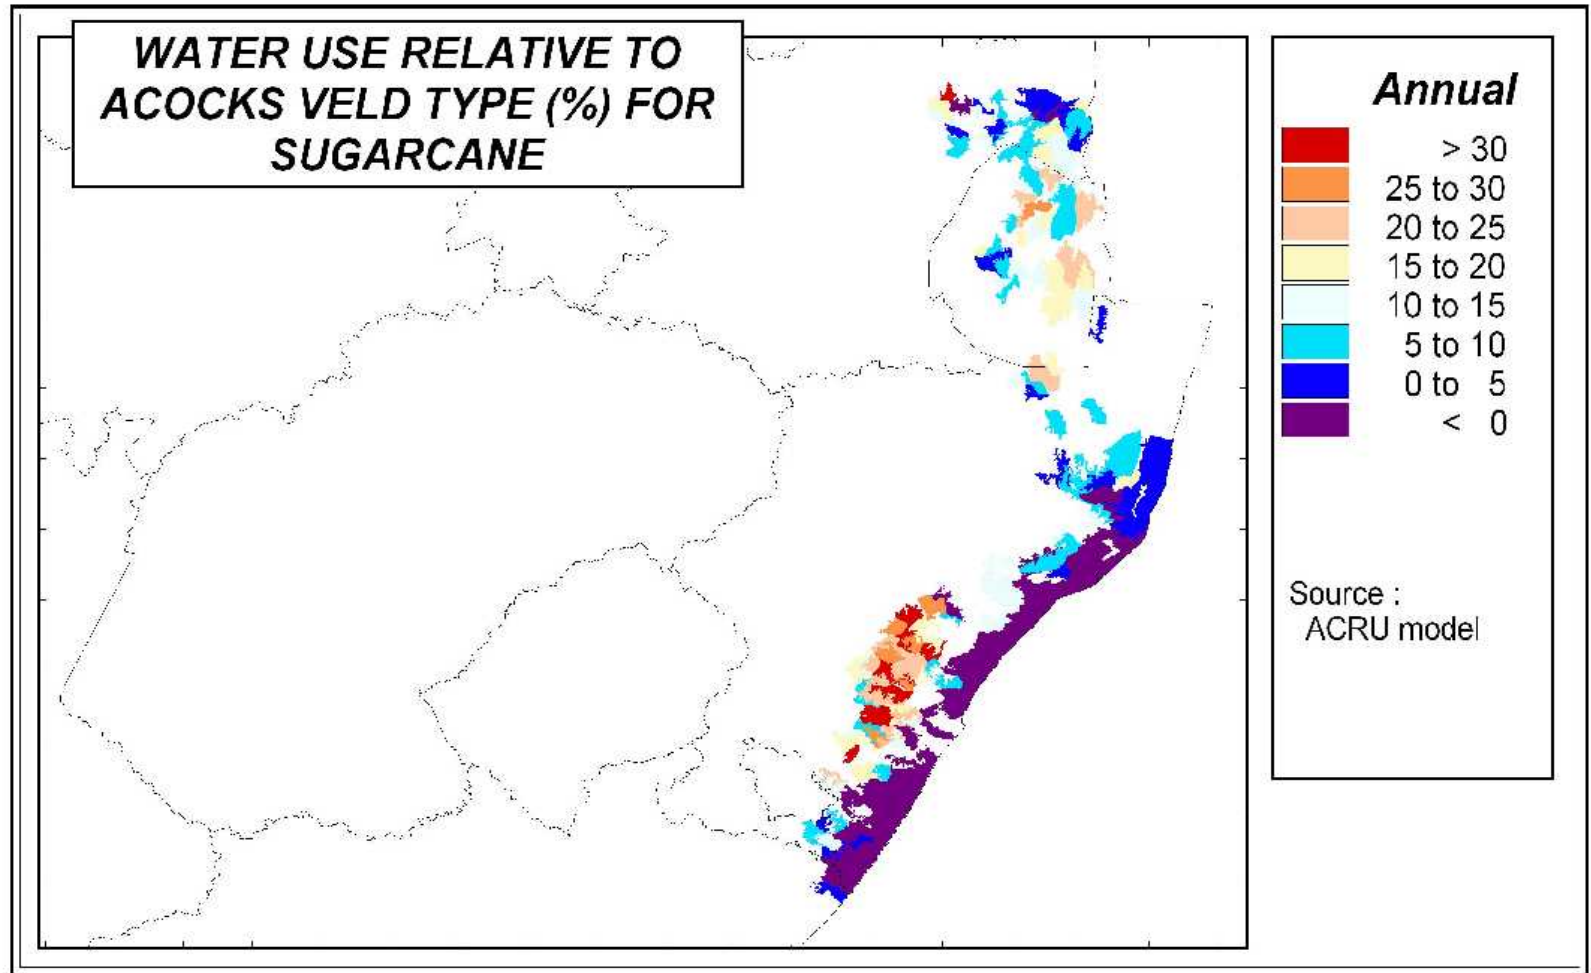 WATER USE RELATIVE TO
ACOCKS VELD TYPE (%) FOR
SUGARCANE
Annual
> 30
25 to 30
20 to 25
15 to 20
10 to 15
5 to 10
0 to 5
< 0
Source :
ACRU model